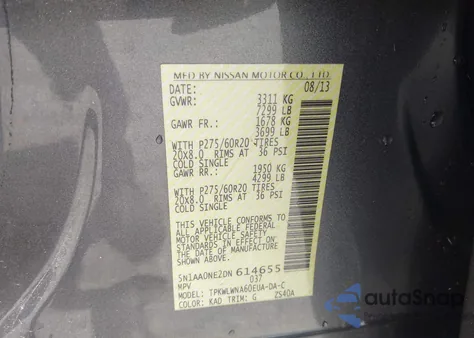 MFD BY NISSAN MOTOR CO., LTD.
DATE: 08/13
GVWR: 3311 KG
7299 LB
GAWR FR.: 1678 KG
3699 LB
WITH P275/60R20 TIRES
20X8.0 RIMS AT 36 PSI
COLD SINGLE
GAWR RR.: 1950 KG
4299 LB
WITH P275/60R20 TIRES
20X8.0 RIMS AT 36 PSI
COLD SINGLE
THIS VEHICLE CONFORMS TO
ALL APPLICABLE FEDERAL
MOTOR VEHICLE SAFETY
STANDARDS IN EFFECT ON
THE DATE OF MANUFACTURE
SHOWN ABOVE.
5N1AA0NE2DN 614655
MPV 037
MODEL: TPKWLWNA60EUA-DA-C
COLOR: KAD TRIM: G ZS40A
autoSnap